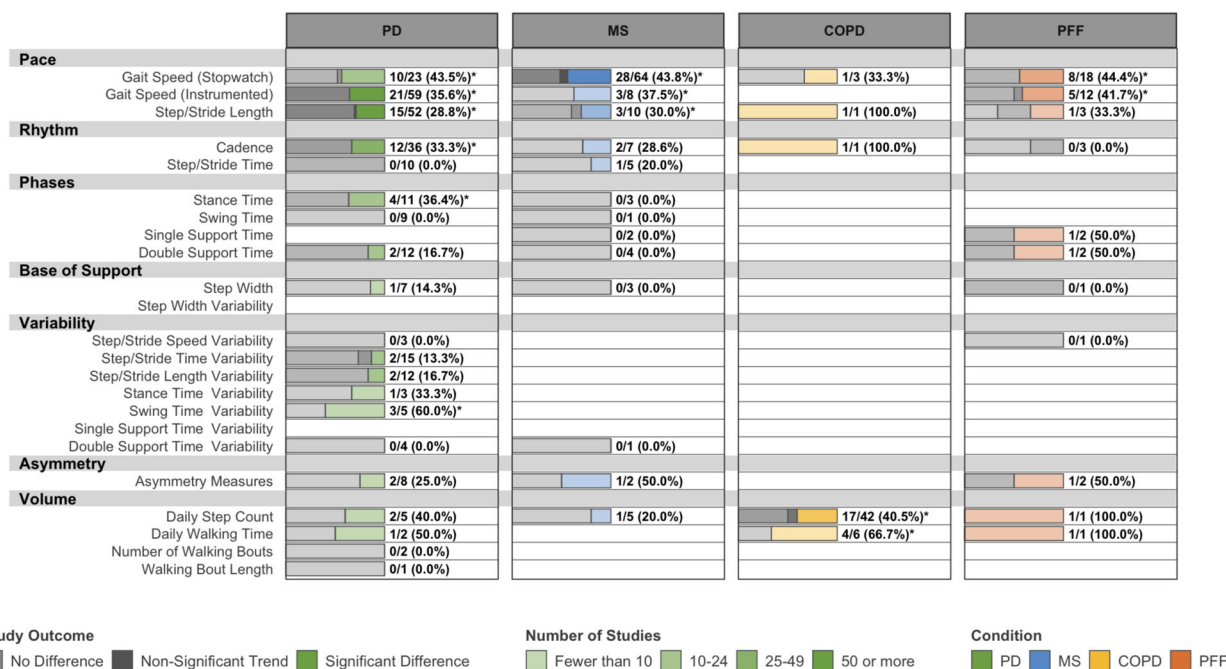 PD MS COPD PFF
Pace
Gait Speed (Stopwatch) 10/23 (43.5%)* 28/64 (43.8%)* 1/3 (33.3%) 8/18 (44.4%)*
Gait Speed (Instrumented) 21/59 (35.6%)* 3/8 (37.5%)* 5/12 (41.7%)*
Step/Stride Length 15/52 (28.8%)* 3/10 (30.0%)* 1/1 (100.0%) 1/3 (33.3%)
Rhythm
Cadence 12/36 (33.3%)* 2/7 (28.6%) 1/1 (100.0%) 0/3 (0.0%)
Step/Stride Time 0/10 (0.0%) 1/5 (20.0%)
Phases
Stance Time 4/11 (36.4%)* 0/3 (0.0%)
Swing Time 0/9 (0.0%) 0/1 (0.0%)
Single Support Time 0/2 (0.0%) 1/2 (50.0%)
Double Support Time 2/12 (16.7%) 0/4 (0.0%) 1/2 (50.0%)
Base of Support
Step Width 1/7 (14.3%) 0/3 (0.0%) 0/1 (0.0%)
Step Width Variability
Variability
Step/Stride Speed Variability 0/3 (0.0%) 0/1 (0.0%)
Step/Stride Time Variability 2/15 (13.3%)
Step/Stride Length Variability 2/12 (16.7%)
Stance Time Variability 1/3 (33.3%)
Swing Time Variability 3/5 (60.0%)*
Single Support Time Variability
Double Support Time Variability 0/4 (0.0%) 0/1 (0.0%)
Asymmetry
Asymmetry Measures 2/8 (25.0%) 1/2 (50.0%) 1/2 (50.0%)
Volume
Daily Step Count 2/5 (40.0%) 1/5 (20.0%) 17/42 (40.5%)* 1/1 (100.0%)
Daily Walking Time 1/2 (50.0%) 4/6 (66.7%)* 1/1 (100.0%)
Number of Walking Bouts 0/2 (0.0%)
Walking Bout Length 0/1 (0.0%)
udy Outcome Number of Studies Condition
No Difference Non-Significant Trend Significant Difference Fewer than 10 10-24 25-49 50 or more PD MS COPD PFF